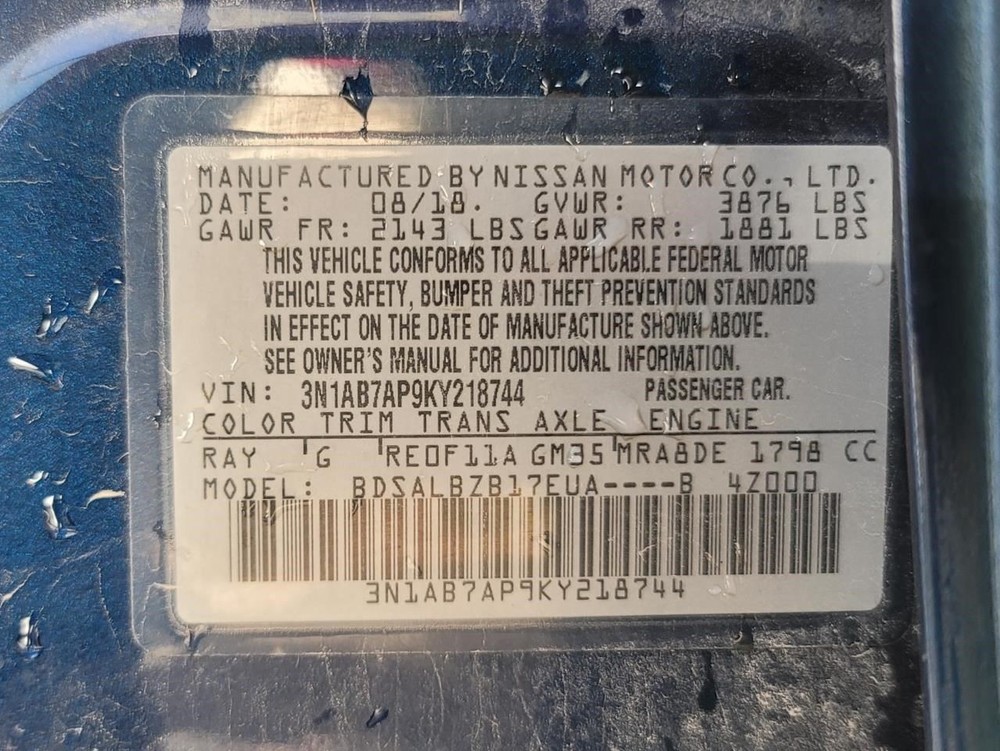 MANUFACTURED BY NISSAN MOTOR CO., LTD.
DATE: 08/18. GVWR: 3876 LBS
GAWR FR: 2143 LBS GAWR RR: 1881 LBS
THIS VEHICLE CONFORMS TO ALL APPLICABLE FEDERAL MOTOR
VEHICLE SAFETY, BUMPER AND THEFT PREVENTION STANDARDS
IN EFFECT ON THE DATE OF MANUFACTURE SHOWN ABOVE.
SEE OWNER'S MANUAL FOR ADDITIONAL INFORMATION.
VIN: 3N1AB7AP9KY218744 PASSENGER CAR.
COLOR TRIM TRANS AXLE ENGINE
RAY G RE0F11A GM35 MRA8DE 1798 CC
MODEL: BDSALBZB17EUA----B 4Z000
3N1AB7AP9KY218744